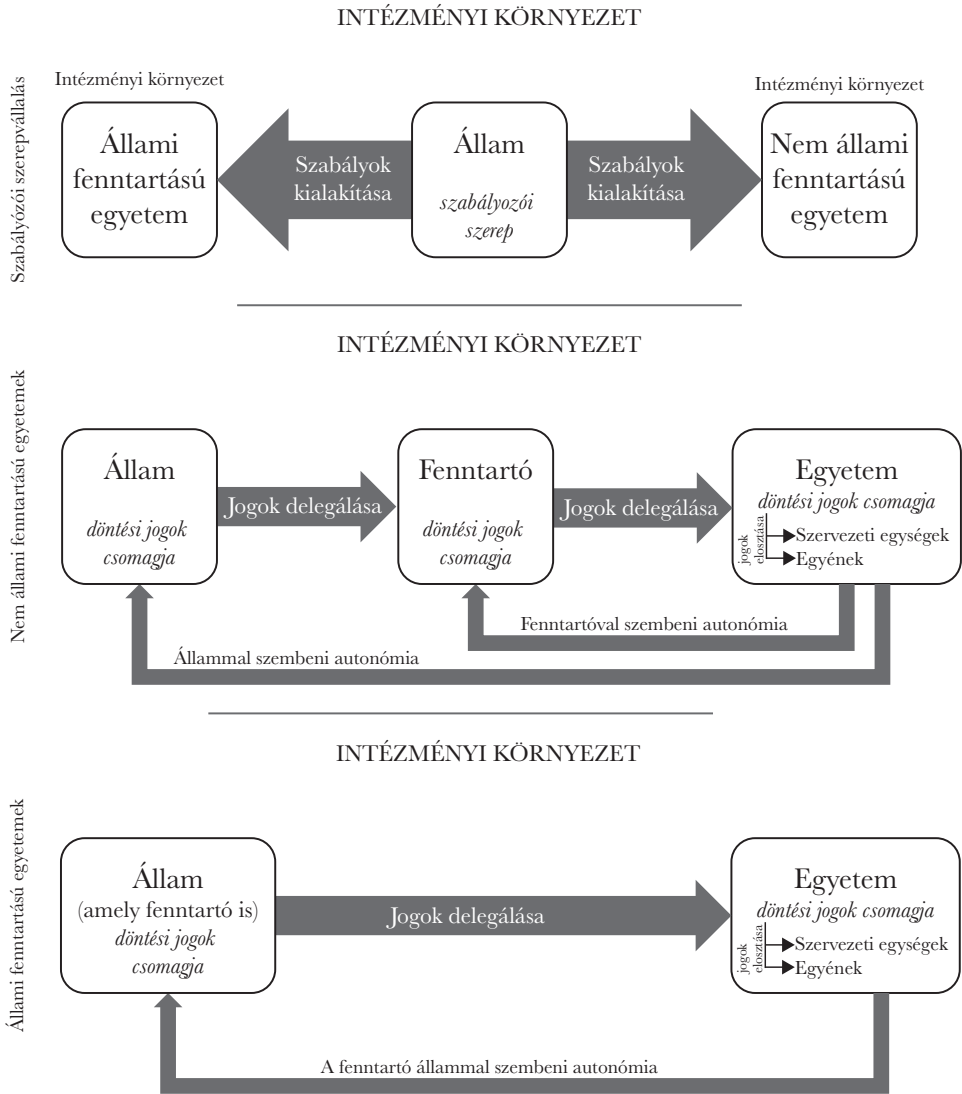 INTÉZMÉNYI KÖRNYEZET
Szabályozói szerepvállalás
Intézményi környezet
Állami
fenntartású
egyetem
Szabályok
kialakítása
Állam
szabályozói
szerep
Szabályok
kialakítása
Intézményi környezet
Nem állami
fenntartású
egyetem
INTÉZMÉNYI KÖRNYEZET
Nem állami fenntartású egyetemek
Állam
döntési jogok
csomagja
Jogok delegálása
Fenntartó
döntési jogok
csomagja
Jogok delegálása
Egyetem
döntési jogok csomagja
jogok
elosztása
Szervezeti egységek
Egyének
Fenntartóval szembeni autonómia
Állammal szembeni autonómia
INTÉZMÉNYI KÖRNYEZET
Állami fenntartású egyetemek
Állam
(amely fenntartó is)
döntési jogok
csomagja
Jogok delegálása
Egyetem
döntési jogok csomagja
jogok
elosztása
Szervezeti egységek
Egyének
A fenntartó állammal szembeni autonómia